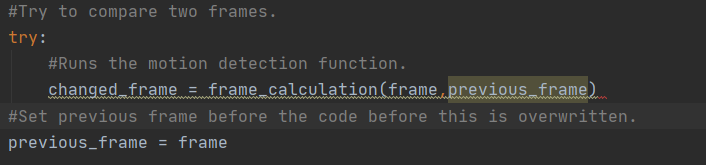 #Try to compare two frames.
try:
    #Runs the motion detection function.
    changed_frame = frame_calculation(frame,previous_frame)
#Set previous frame before the code before this is overwritten.
previous_frame = frame